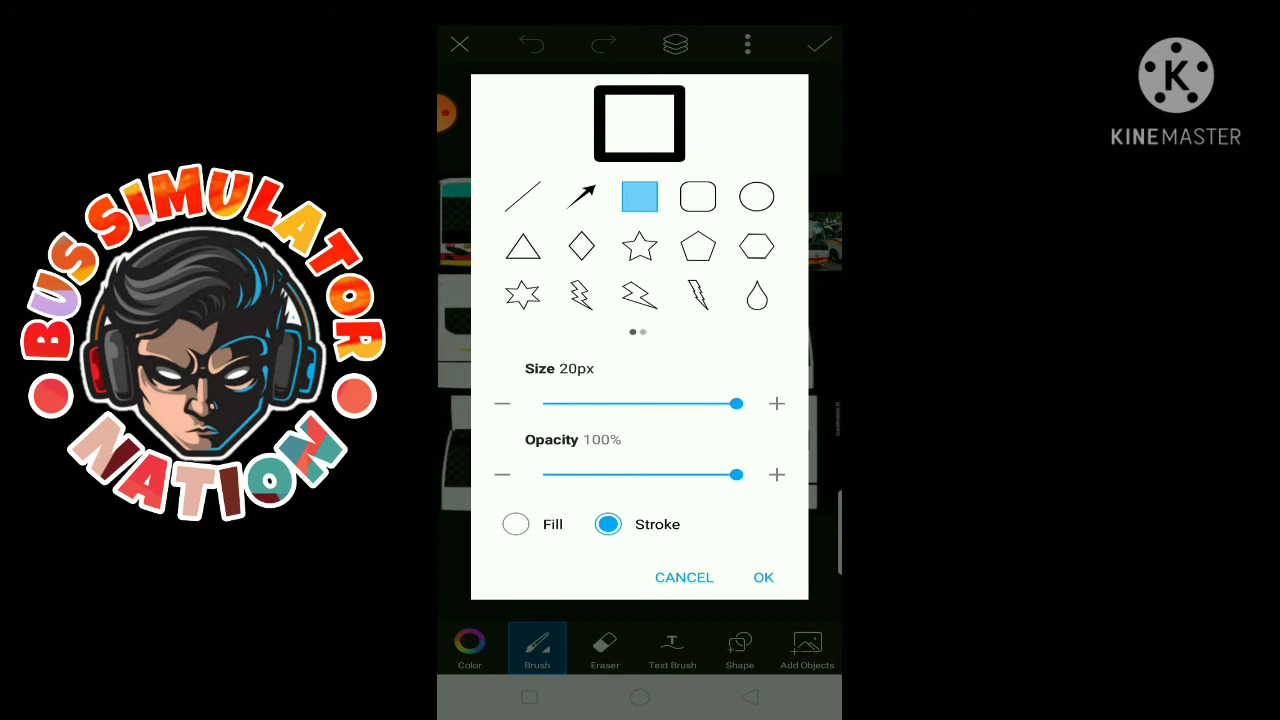 BUS SIMULATOR
NATION
K
KINEMASTER
Size 20px
Opacity 100%
Fill
Stroke
CANCEL
OK
Color
Brush
Eraser
Text Brush
Shape
Add Objects